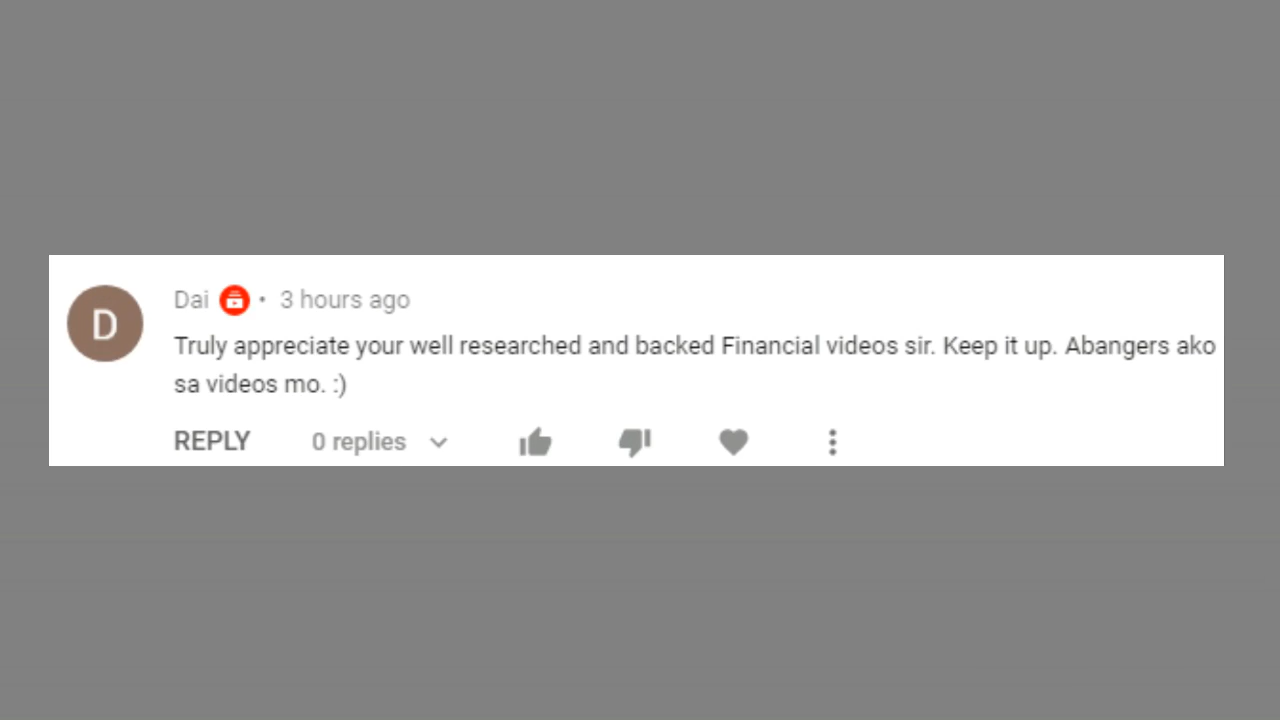 D
Dai • 3 hours ago
Truly appreciate your well researched and backed Financial videos sir. Keep it up. Abangers ako
sa videos mo. :)
REPLY 0 replies